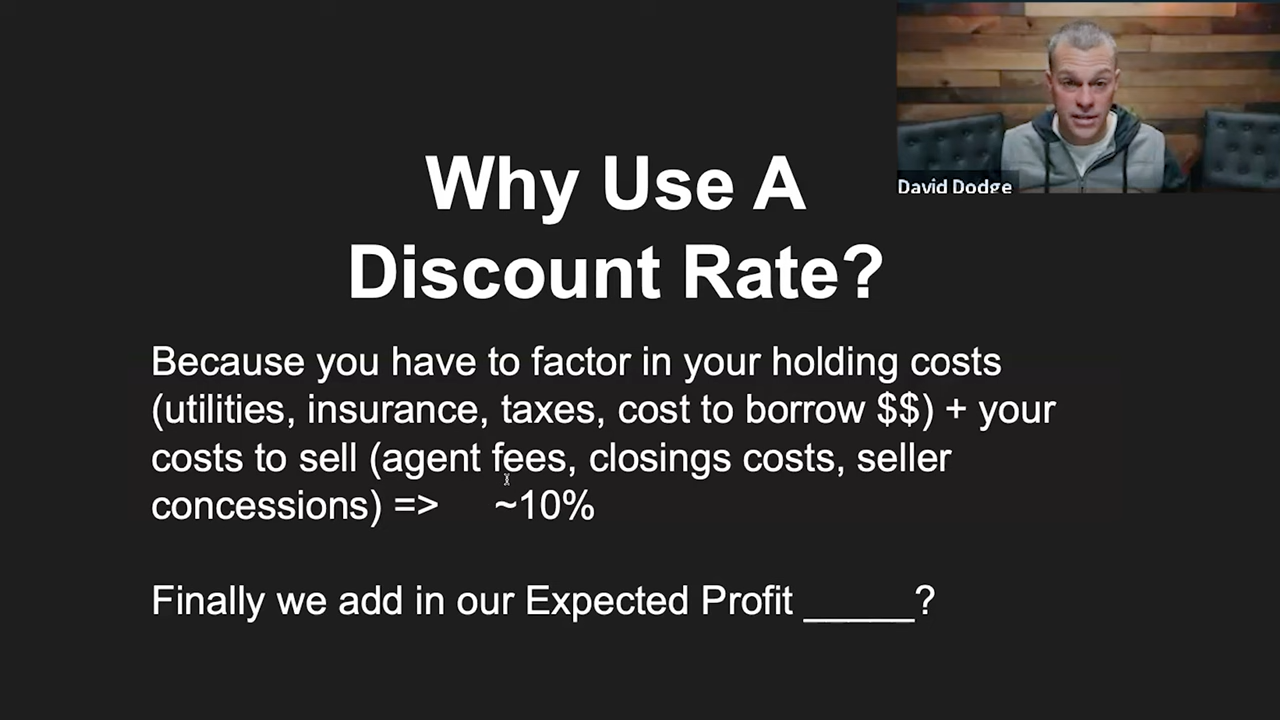 Why Use A
Discount Rate?
David Dodge
Because you have to factor in your holding costs
(utilities, insurance, taxes, cost to borrow $$) + your
costs to sell (agent fees, closings costs, seller
concessions) => ~10%
Finally we add in our Expected Profit _____?